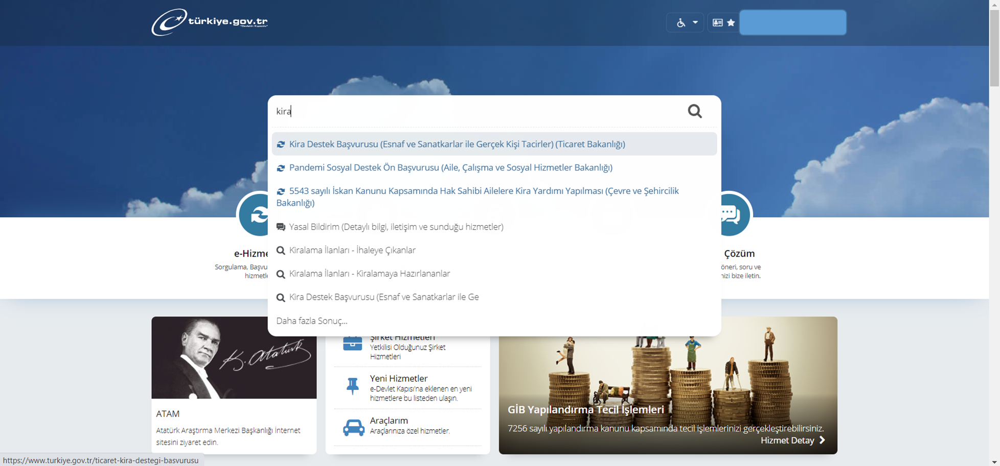 türkiye.gov.tr
kira
Kira Destek Başvurusu (Esnaf ve Sanatkarlar ile Gerçek Kişi Tacirler) (Ticaret Bakanlığı)
Pandemi Sosyal Destek Ön Başvurusu (Aile, Çalışma ve Sosyal Hizmetler Bakanlığı)
5543 sayılı İskan Kanunu Kapsamında Hak Sahibi Ailelere Kira Yardımı Yapılması (Çevre ve Şehircilik
Bakanlığı)
Yasal Bildirim (Detaylı bilgi, iletişim ve sunduğu hizmetler)
Kiralama İlanları - İhaleye Çıkanlar
Kiralama İlanları - Kiralamaya Hazırlananlar
Kira Destek Başvurusu (Esnaf ve Sanatkarlar ile Ge
Daha fazla Sonuç...
e-Hizme
Sorgulama, Başvu
hizmetle
Çözüm
öneri, soru ve
nizi bize iletin.
K. Atatürk
ATAM
Atatürk Araştırma Merkezi Başkanlığı İnternet
sitesini ziyaret edin.
Şirket Hizmetleri
Yetkilisi Olduğunuz Şirket
Hizmetleri
Yeni Hizmetler
e-Devlet Kapısı'na eklenen en yeni
hizmetlere bu listeden ulaşın.
Araçlarım
Araçlarınıza özel hizmetler.
GİB Yapılandırma Tecil İşlemleri
7256 sayılı yapılandırma kanunu kapsamında tecil işlemlerinizi gerçekleştirebilirsiniz.
Hizmet Detay
https://www.turkiye.gov.tr/ticaret-kira-destegi-basvurusu